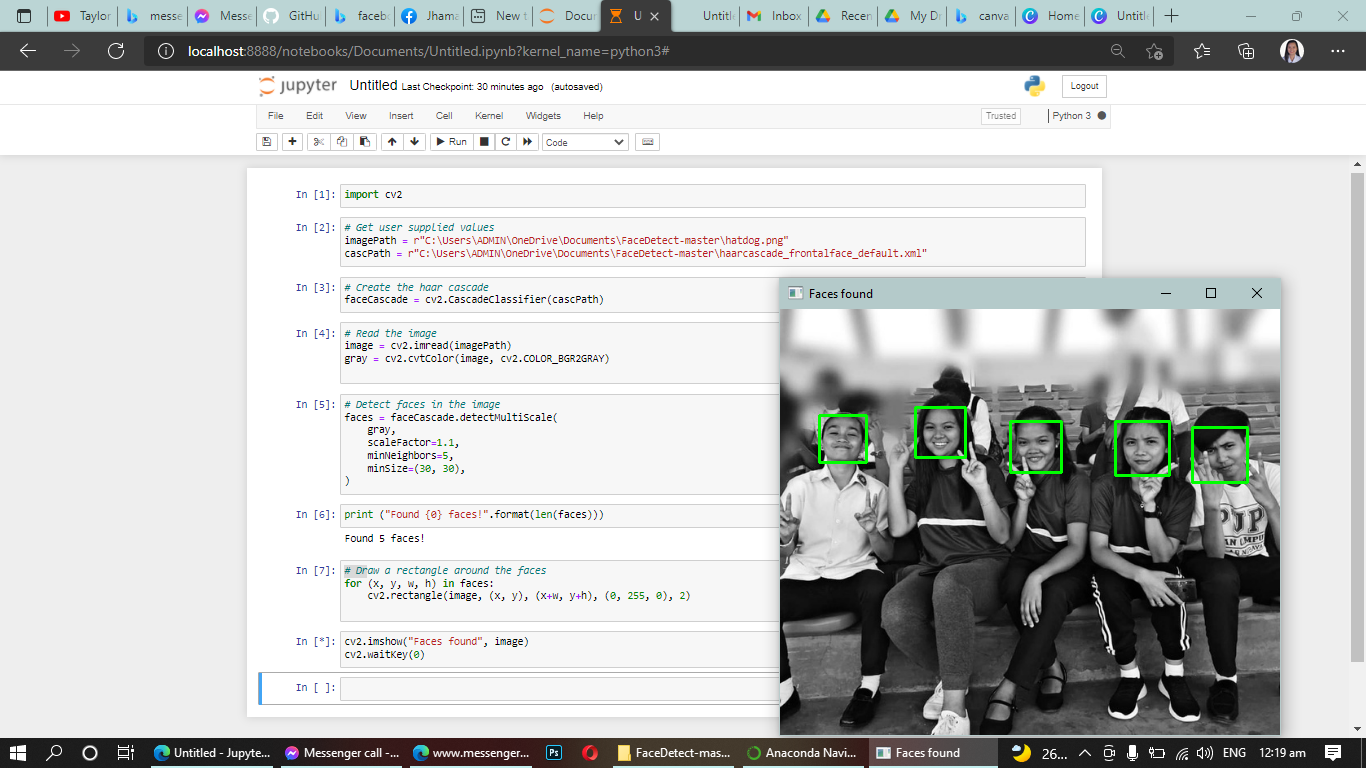 Taylor
messe
Messe
GitHu
faceb
Jhama
New t
Docur
U
Untitl
Inbox
Recen
My Dr
canva
Home
Untitle
localhost:8888/notebooks/Documents/Untitled.ipynb?kernel_name=python3#
jupyter Untitled Last Checkpoint: 30 minutes ago (autosaved)
Logout
File Edit View Insert Cell Kernel Widgets Help
Trusted
Python 3
Run
Code
In [1]: import cv2
In [2]: # Get user supplied values
imagePath = r"C:\Users\ADMIN\OneDrive\Documents\FaceDetect-master\hatdog.png"
cascPath = r"C:\Users\ADMIN\OneDrive\Documents\FaceDetect-master\haarcascade_frontalface_default.xml"
In [3]: # Create the haar cascade
faceCascade = cv2.CascadeClassifier(cascPath)
In [4]: # Read the image
image = cv2.imread(imagePath)
gray = cv2.cvtColor(image, cv2.COLOR_BGR2GRAY)
In [5]: # Detect faces in the image
faces = faceCascade.detectMultiScale(
gray,
scaleFactor=1.1,
minNeighbors=5,
minSize=(30, 30),
)
In [6]: print ("Found {0} faces!".format(len(faces)))
Found 5 faces!
In [7]: # Draw a rectangle around the faces
for (x, y, w, h) in faces:
cv2.rectangle(image, (x, y), (x+w, y+h), (0, 255, 0), 2)
In [*]: cv2.imshow("Faces found", image)
cv2.waitKey(0)
In [ ]:
Faces found
PUP
Untitled - Jupyte...
Messenger call -...
www.messenger...
Ps
FaceDetect-mas...
Anaconda Navi...
Faces found
26...
ENG
12:19 am